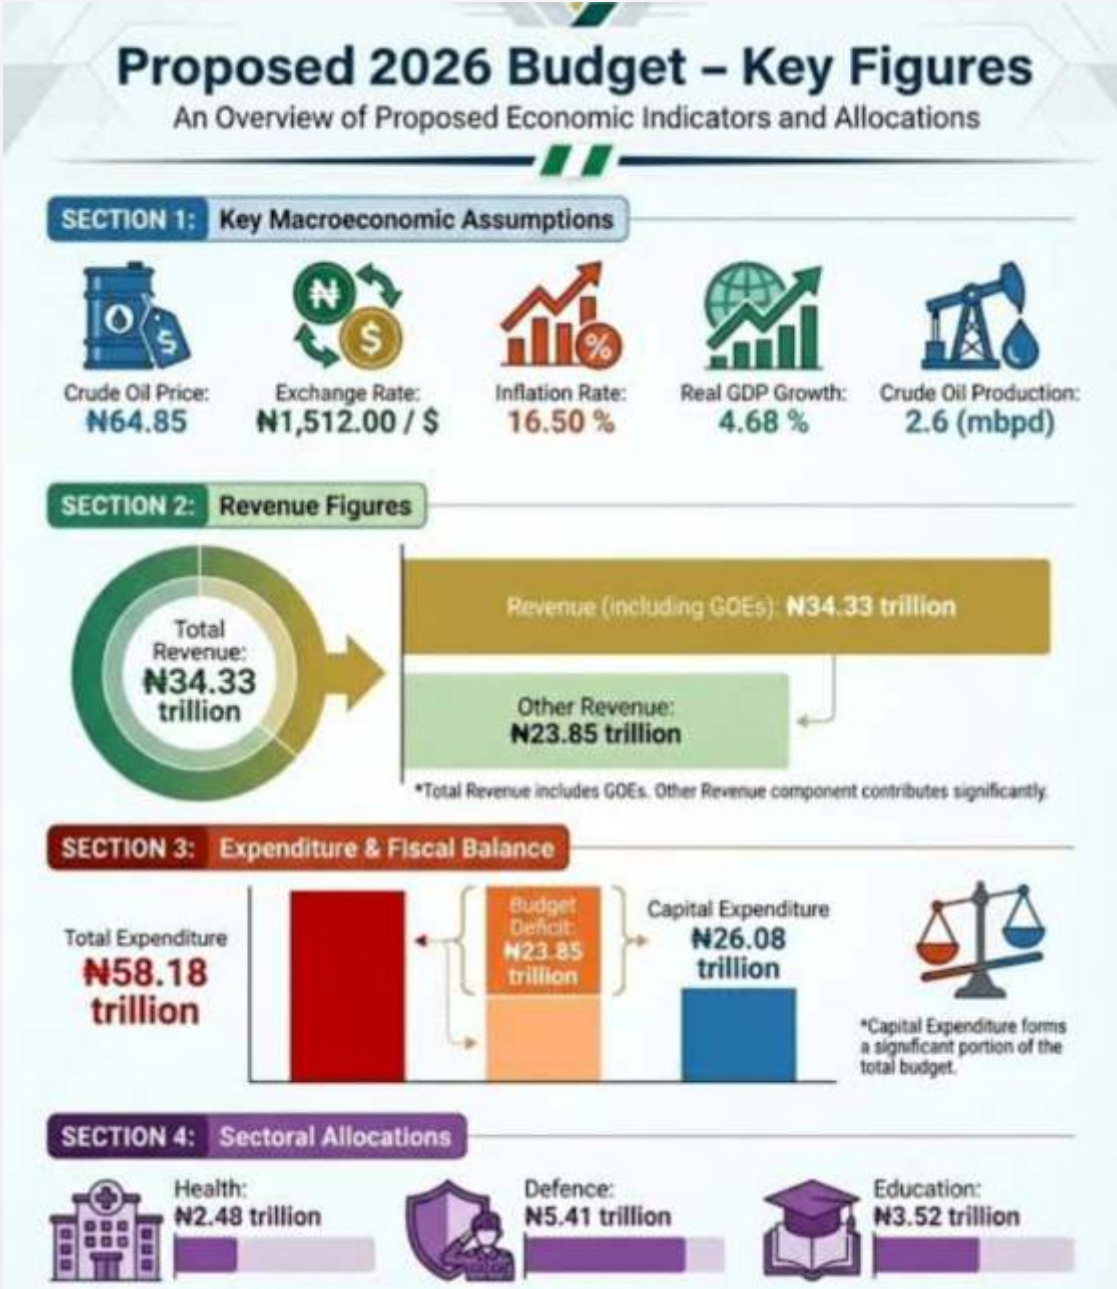 Proposed 2026 Budget – Key Figures
An Overview of Proposed Economic Indicators and Allocations
SECTION 1: Key Macroeconomic Assumptions
₦
$
$
%
Crude Oil Price:
₦64.85
Exchange Rate:
₦1,512.00 / $
Inflation Rate:
16.50 %
Real GDP Growth:
4.68 %
Crude Oil Production:
2.6 (mbpd)
SECTION 2: Revenue Figures
Total
Revenue:
₦34.33
trillion
Revenue (including GOEs): ₦34.33 trillion
Other Revenue:
₦23.85 trillion
*Total Revenue includes GOEs. Other Revenue component contributes significantly.
SECTION 3: Expenditure & Fiscal Balance
Total Expenditure
₦58.18
trillion
Budget
Deficit:
₦23.85
trillion
Capital Expenditure
₦26.08
trillion
*Capital Expenditure forms
a significant portion of the
total budget.
SECTION 4: Sectoral Allocations
Health:
₦2.48 trillion
Defence:
₦5.41 trillion
Education:
₦3.52 trillion